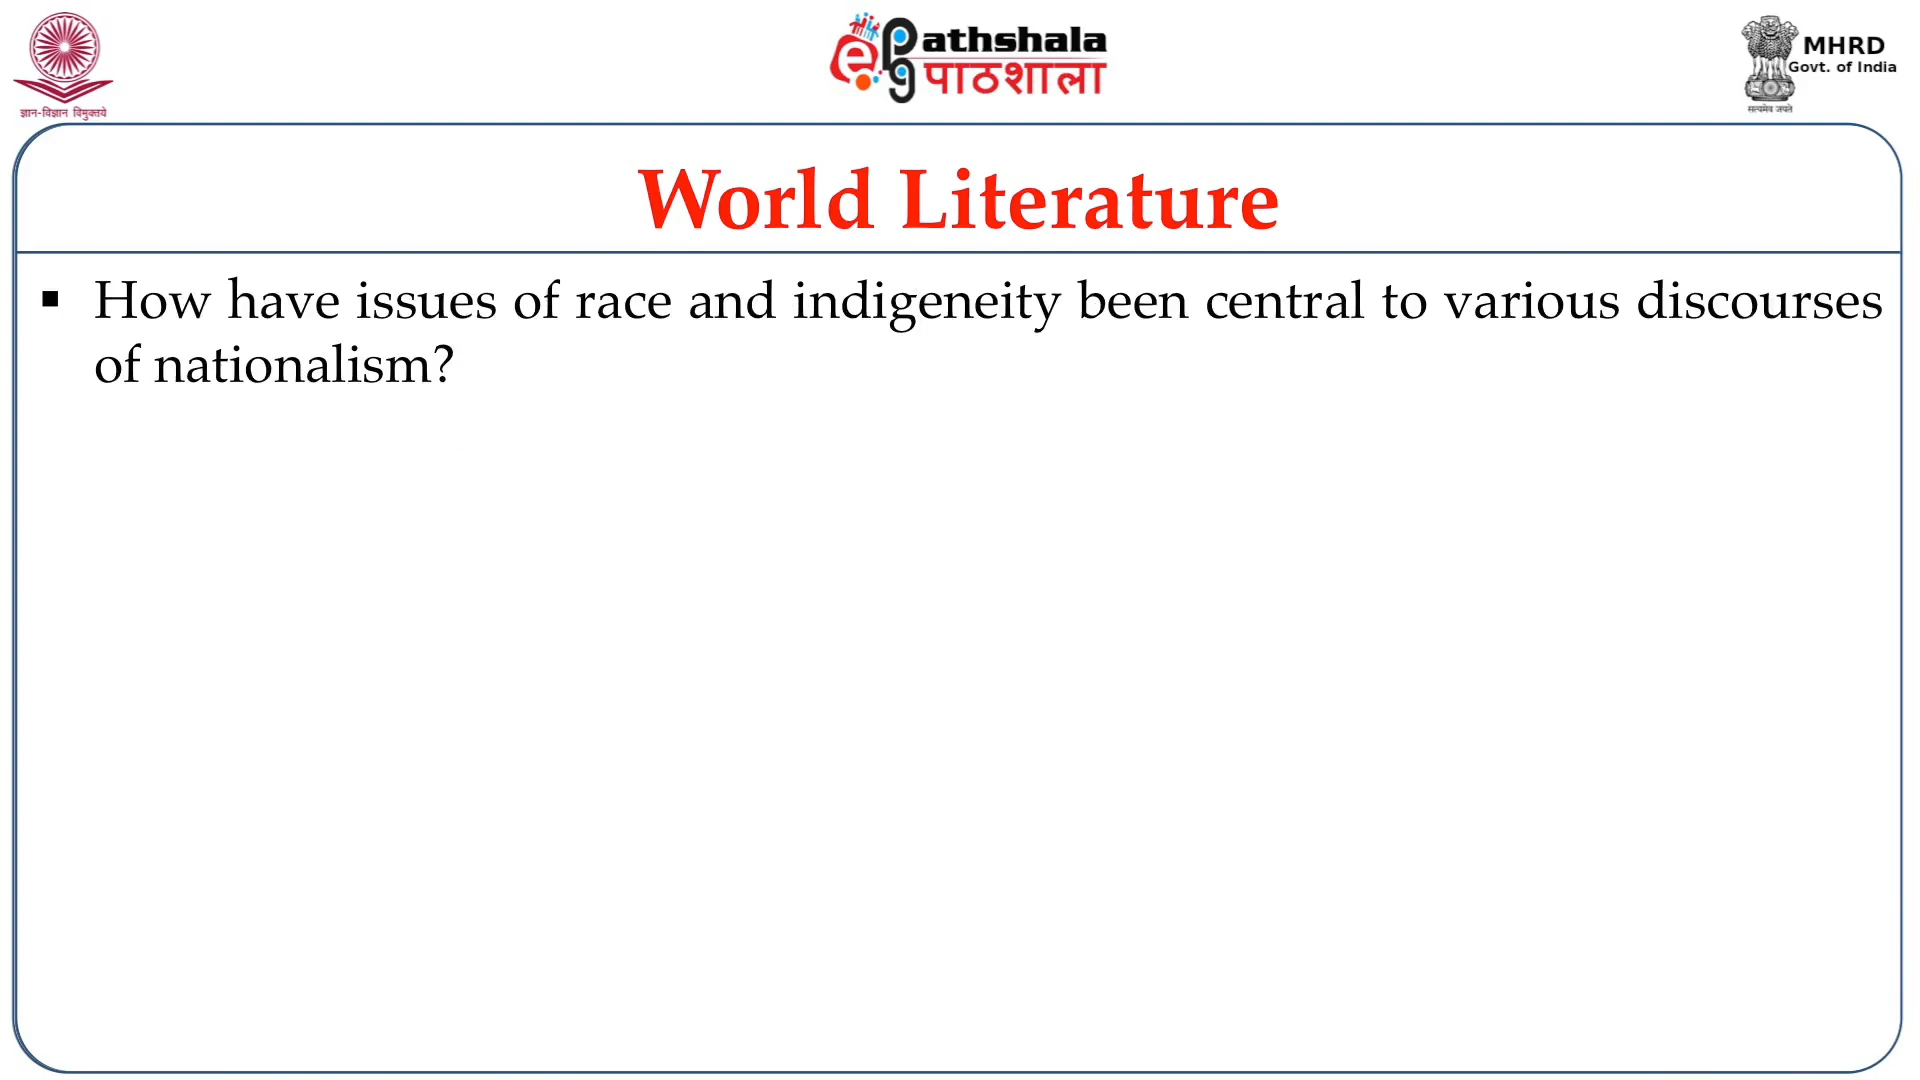 ज्ञान-विज्ञान विमुक्तये
epg
athshala
पाठशाला
MHRD
Govt. of India
सत्यमेव जयते
World Literature
▪ How have issues of race and indigeneity been central to various discourses
of nationalism?